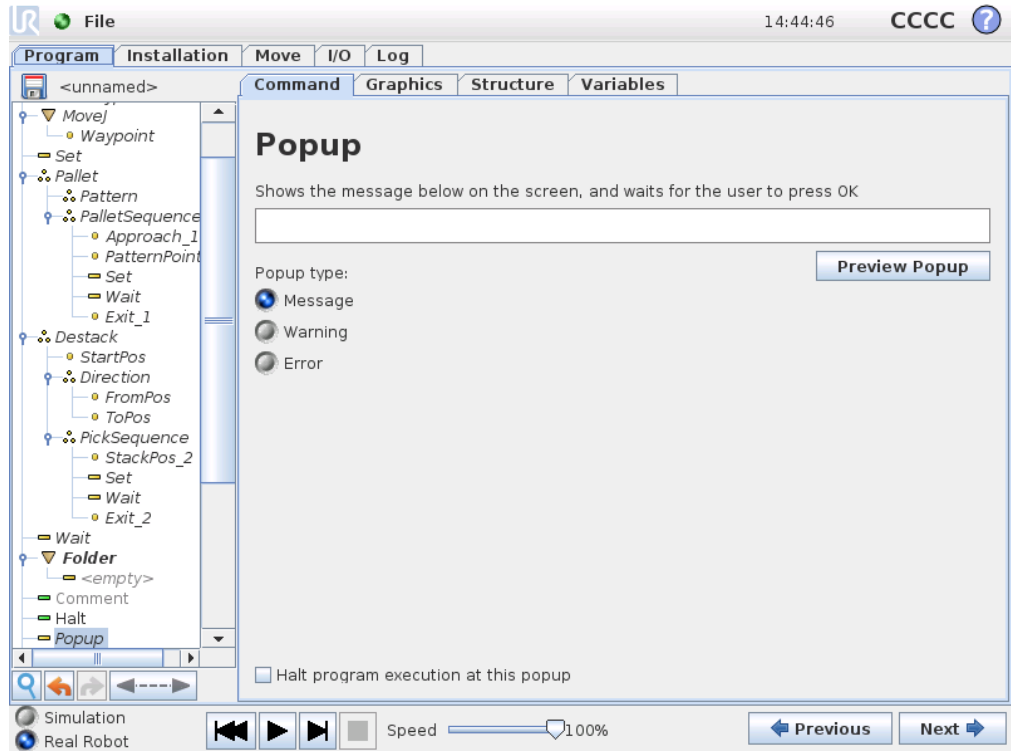 UR File 14:44:46 CCCC ?
Program Installation Move I/O Log
<unnamed>
Command Graphics Structure Variables
MoveJ
Waypoint
Set
Pallet
Pattern
PalletSequence
Approach_1
PatternPoint
Set
Wait
Exit_1
Destack
StartPos
Direction
FromPos
ToPos
PickSequence
StackPos_2
Set
Wait
Exit_2
Wait
Folder
<empty>
Comment
Halt
Popup
Popup
Shows the message below on the screen, and waits for the user to press OK
Preview Popup
Popup type:
Message
Warning
Error
Halt program execution at this popup
Simulation
Real Robot
Speed 100%
Previous Next